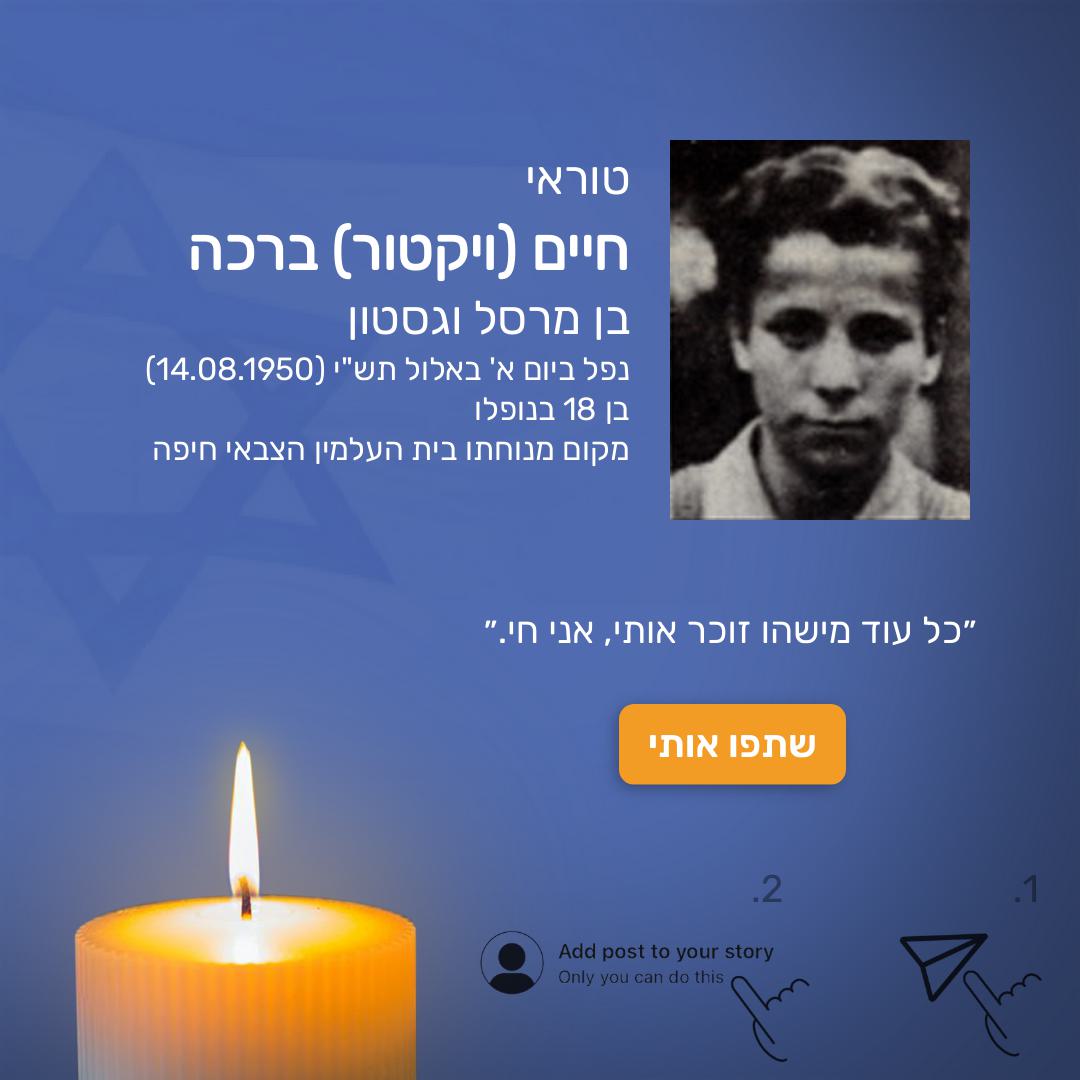 טוראי
חיים (ויקטור) ברכה
בן מרסל וגסטון
נפל ביום א' באלול תש"י (14.08.1950)
בן 18 בנופלו
מקום מנוחתו בית העלמין הצבאי חיפה
״כל עוד מישהו זוכר אותי, אני חי.״
שתפו אותי
1.
2.
Add post to your story
Only you can do this